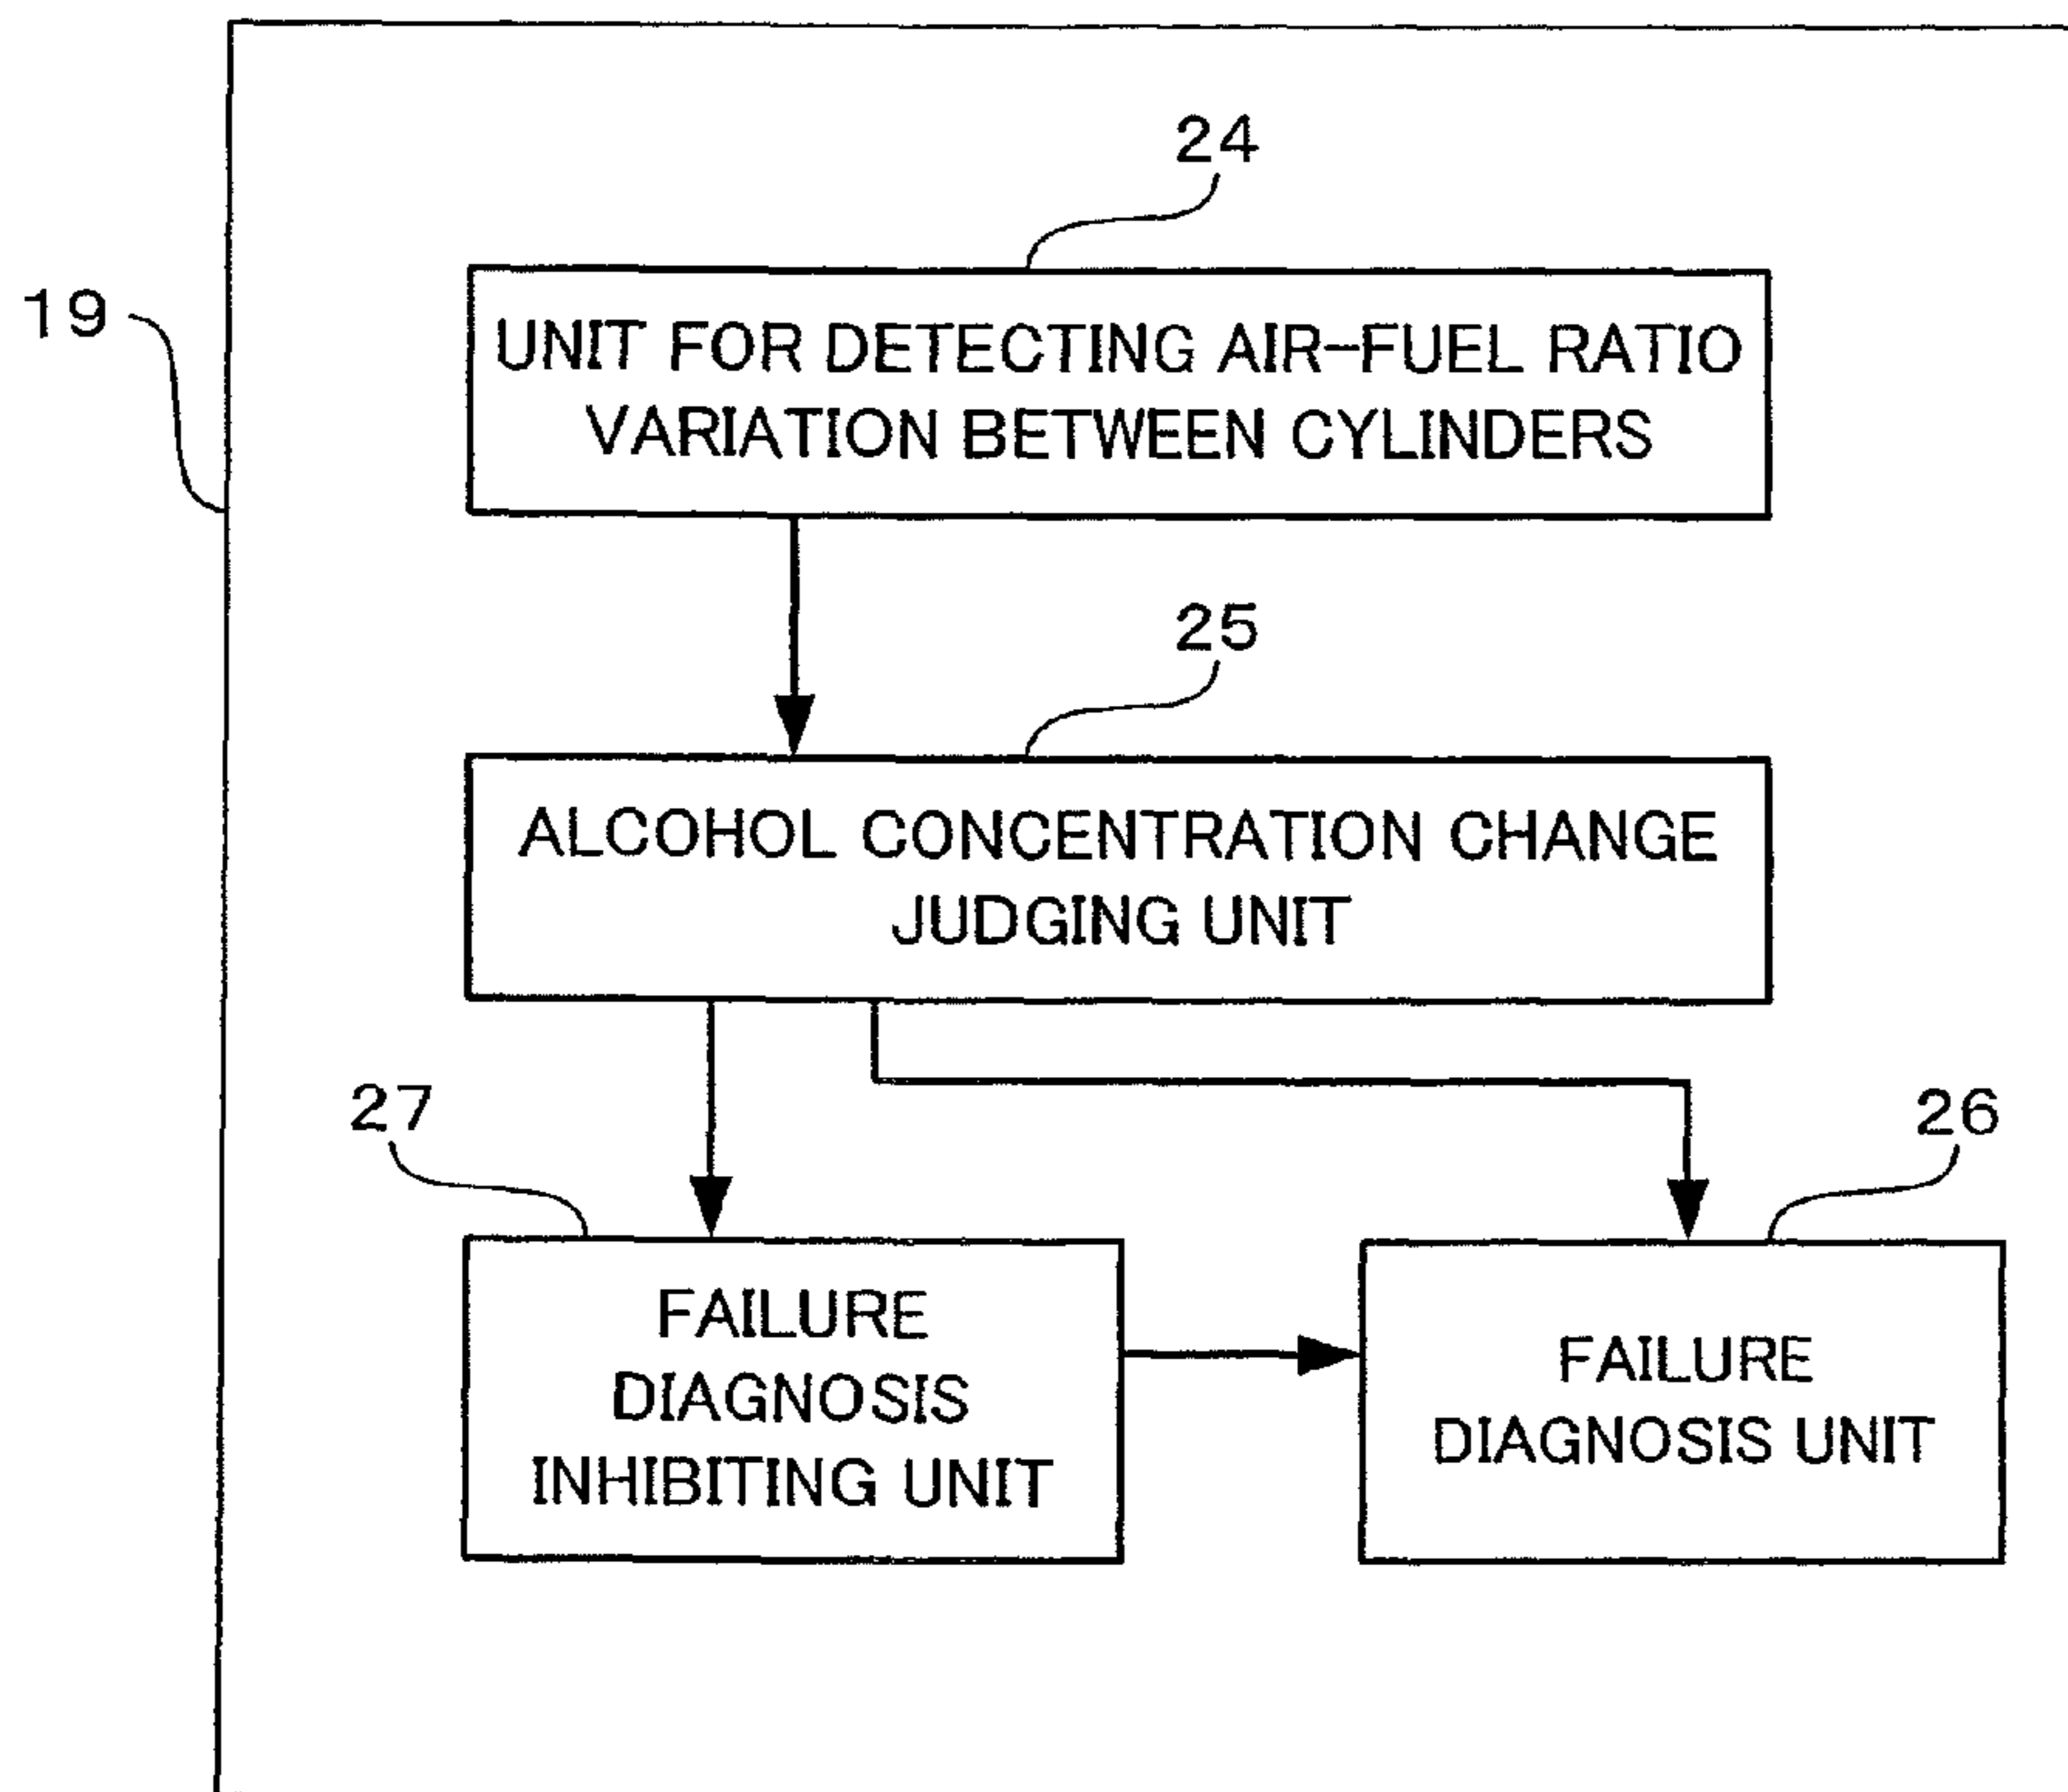 24
19
UNIT FOR DETECTING AIR-FUEL RATIO
VARIATION BETWEEN CYLINDERS
25
ALCOHOL CONCENTRATION CHANGE
JUDGING UNIT
27
26
FAILURE
DIAGNOSIS
INHIBITING UNIT
FAILURE
DIAGNOSIS UNIT